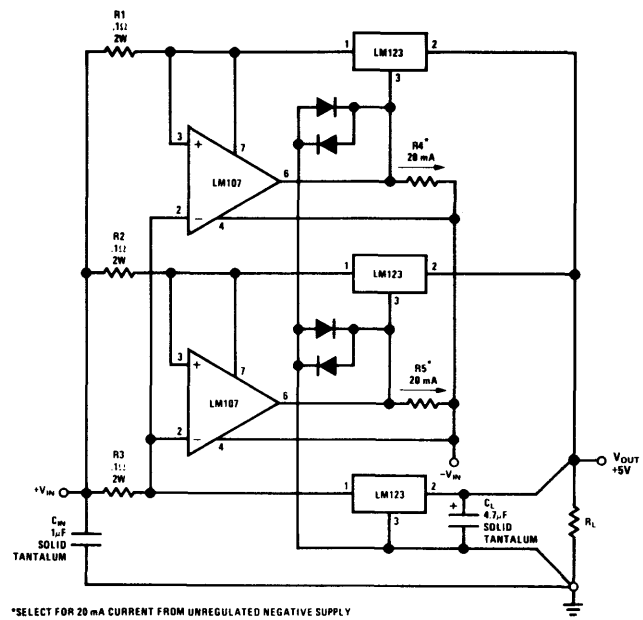 R1
.1Ω
2W
1
LM123
2
3
R4*
20 mA
3
+
7
LM107
6
2
−
4
R2
.1Ω
2W
1
LM123
2
3
R5*
20 mA
3
+
7
LM107
6
2
−
4
R3
.1Ω
2W
+VIN
−VIN
VOUT
+5V
1
LM123
2
3
+
CL
4.7μF
SOLID
TANTALUM
RL
CIN
1μF
SOLID
TANTALUM
*SELECT FOR 20 mA CURRENT FROM UNREGULATED NEGATIVE SUPPLY